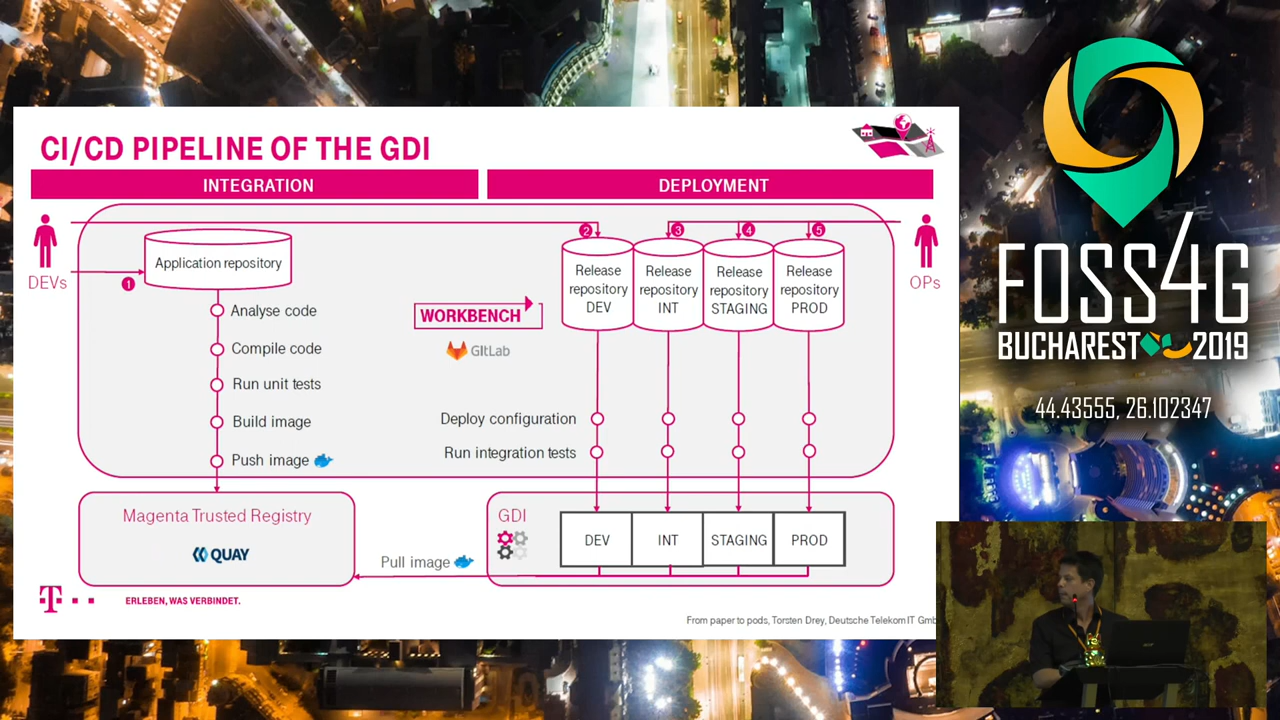 CI/CD PIPELINE OF THE GDI
INTEGRATION
DEPLOYMENT
DEVs
OPs
1
Application repository
Analyse code
Compile code
Run unit tests
Build image
Push image
WORKBENCH
GitLab
2
3
4
5
Release
repository
DEV
Release
repository
INT
Release
repository
STAGING
Release
repository
PROD
Deploy configuration
Run integration tests
Magenta Trusted Registry
QUAY
Pull image
GDI
DEV
INT
STAGING
PROD
T
ERLEBEN, WAS VERBINDET.
From paper to pods, Torsten Drey, Deutsche Telekom IT Gmb
FOSS4G
BUCHAREST 2019
44.43555, 26.102347
acer